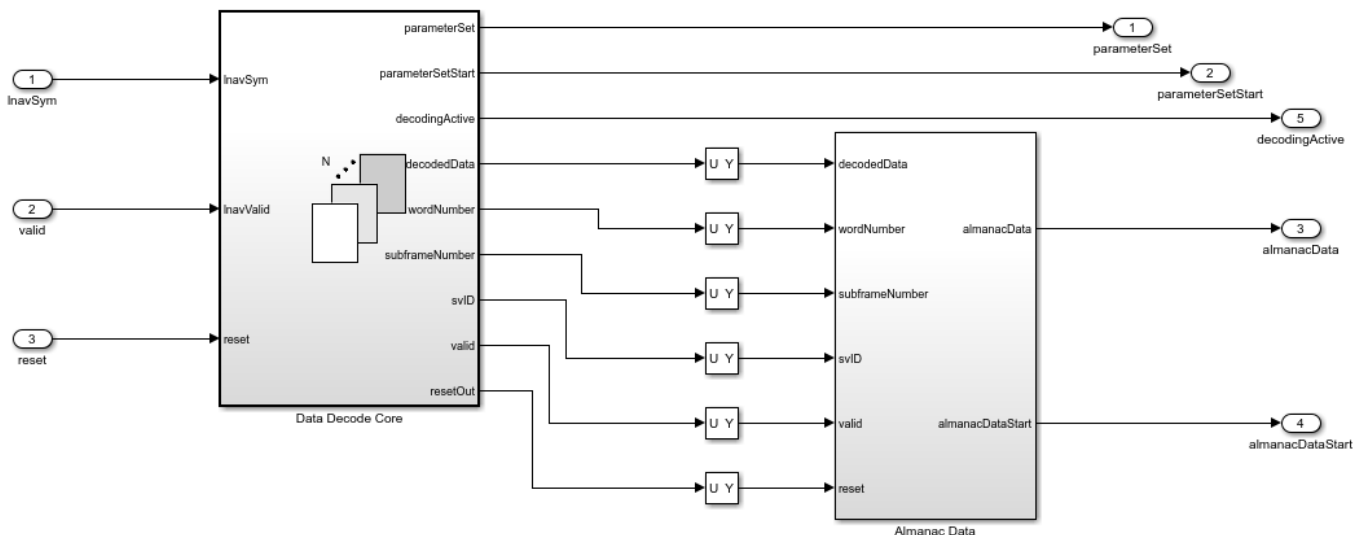 1
lnavSym
2
valid
3
reset
lnavSym
lnavValid
reset
N
parameterSet
parameterSetStart
decodingActive
decodedData
wordNumber
subframeNumber
svID
valid
resetOut
Data Decode Core
U Y
U Y
U Y
U Y
U Y
U Y
decodedData
wordNumber
subframeNumber
svID
valid
reset
almanacData
almanacDataStart
Almanac Data
1
parameterSet
2
parameterSetStart
5
decodingActive
3
almanacData
4
almanacDataStart